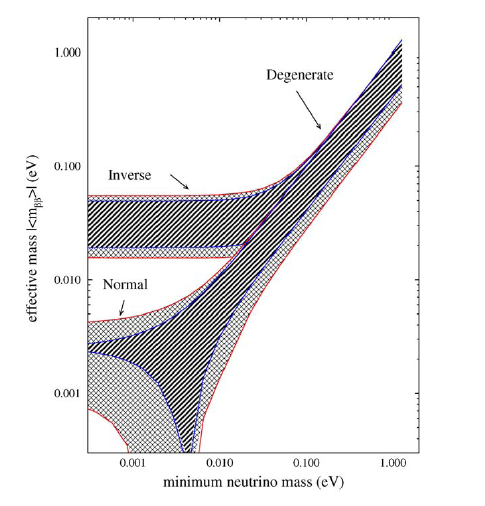 1.000
Degenerate
0.100
Inverse
effective mass |<mββ>| (eV)
0.010
Normal
0.001
0.001 0.010 0.100 1.000
minimum neutrino mass (eV)